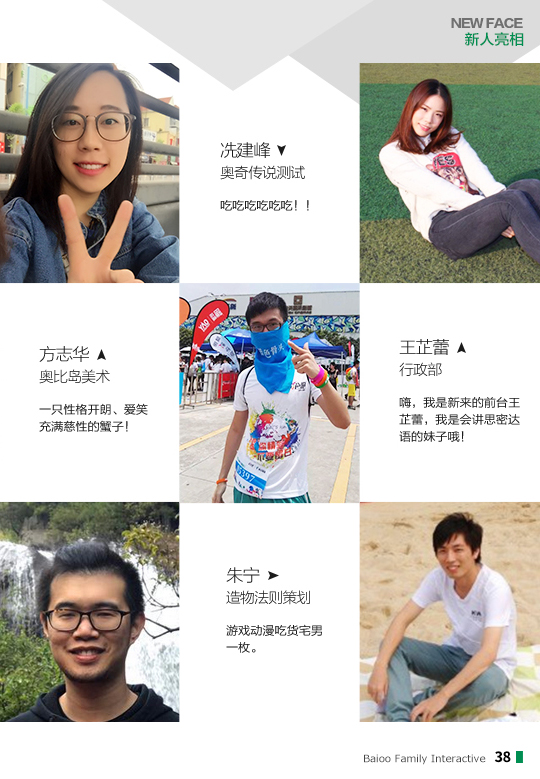 NEW FACE
新人亮相
冼建峰
奥奇传说测试
吃吃吃吃吃吃！！
方志华
奥比岛美术
一只性格开朗、爱笑
充满慈性的蟹子！
王芷蕾
行政部
嗨，我是新来的前台王
芷蕾，我是会讲思密达
语的妹子哦！
朱宁
造物法则策划
游戏动漫吃货宅男
一枚。
Baioo Family Interactive 38